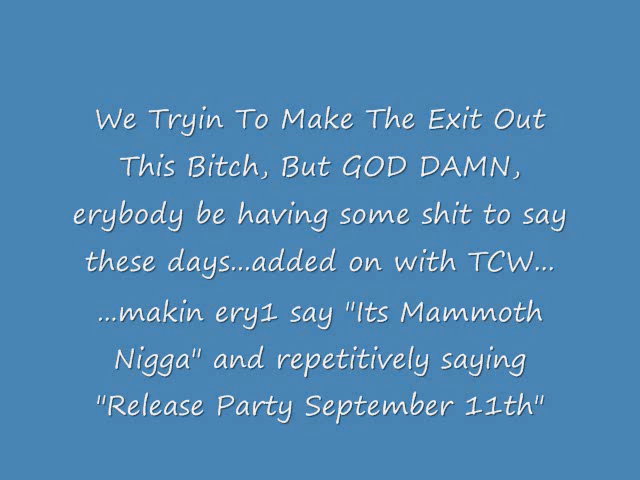 We Tryin To Make The Exit Out
This Bitch, But GOD DAMN,
erybody be having some shit to say
these days...added on with TCW...
...makin ery1 say "Its Mammoth
Nigga" and repetitively saying
"Release Party September 11th"